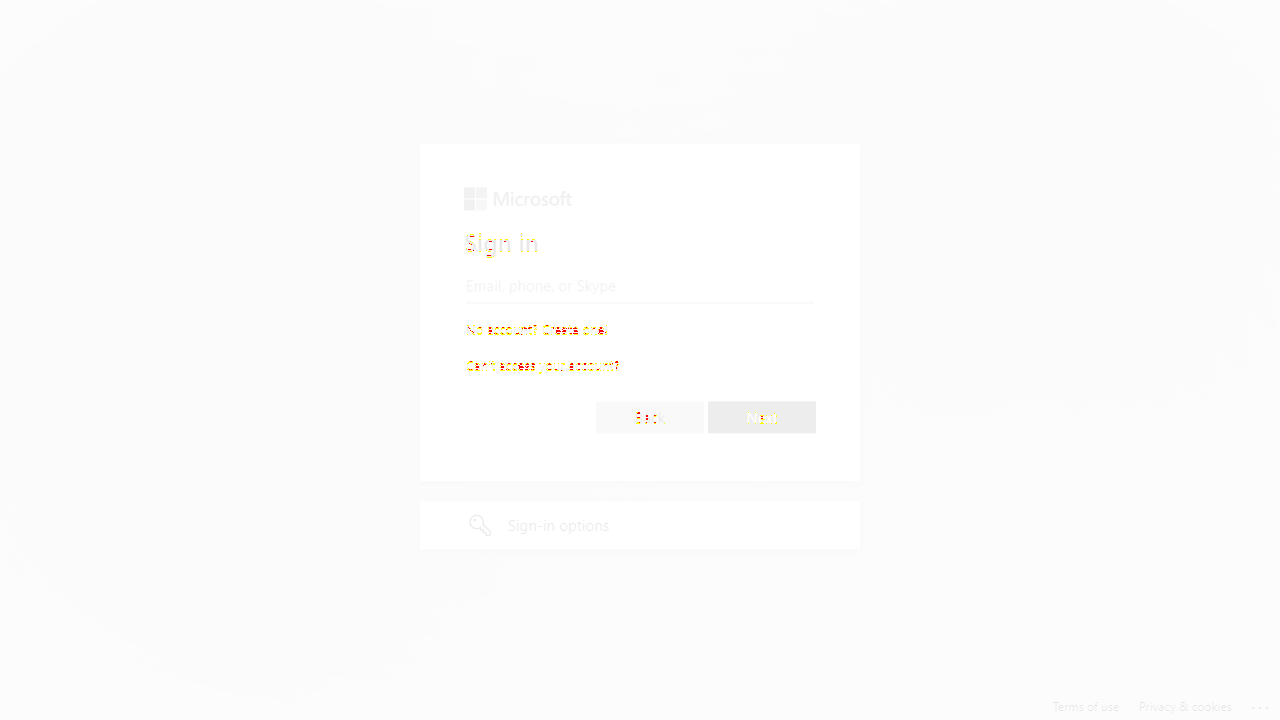 Microsoft
Sign in
Email, phone, or Skype
No account? Create one!
Can't access your account?
Back
Next
Sign-in options
Terms of use
Privacy & cookies
...